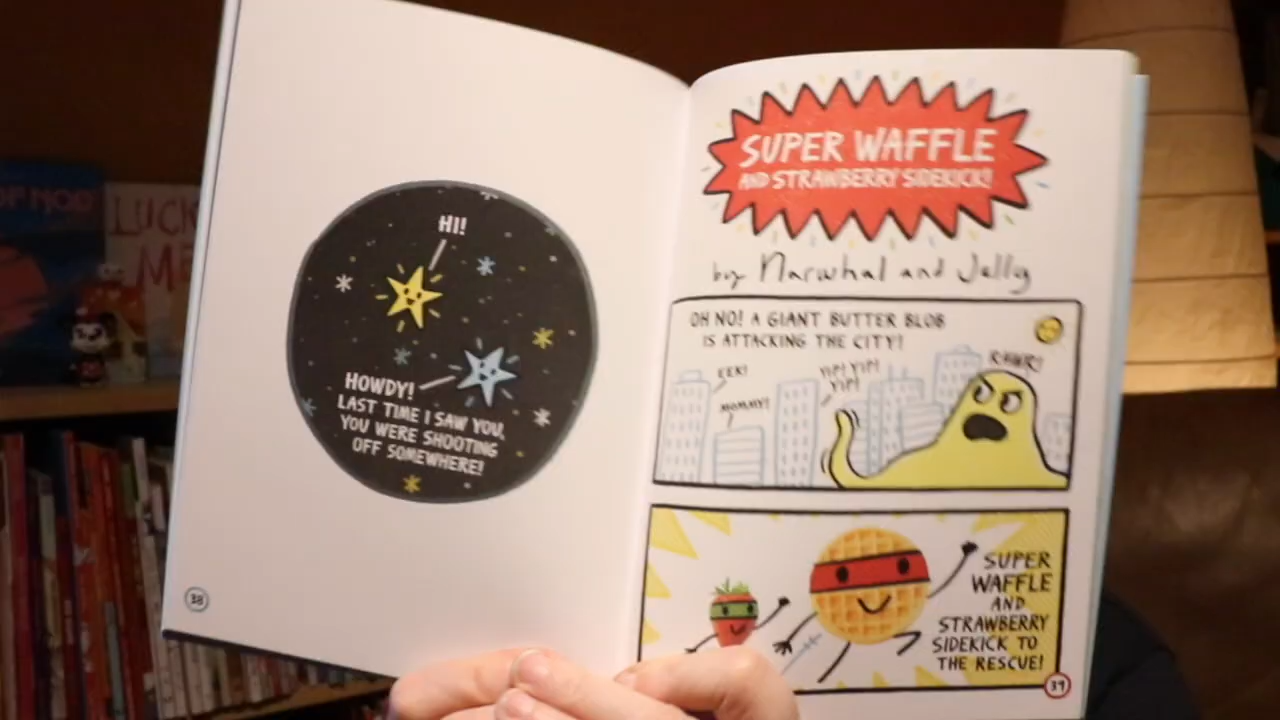 HI!
HOWDY!
LAST TIME I SAW YOU,
YOU WERE SHOOTING
OFF SOMEWHERE!
38
SUPER WAFFLE
AND STRAWBERRY SIDEKICK!
by Narwhal and Jelly
OH NO! A GIANT BUTTER BLOB
IS ATTACKING THE CITY!
EEK!
MOMMY!
YIP! YIP!
YIP!
RAWR!
SUPER
WAFFLE
AND
STRAWBERRY
SIDEKICK TO
THE RESCUE!
39
LUCK
ME